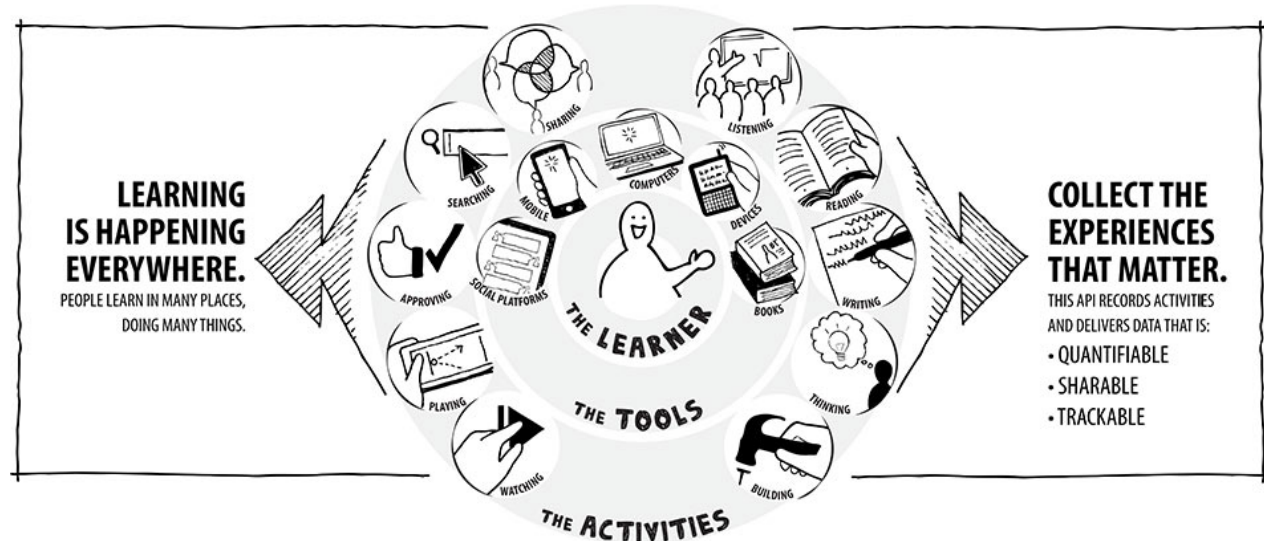 LEARNING
IS HAPPENING
EVERYWHERE.
PEOPLE LEARN IN MANY PLACES,
DOING MANY THINGS.
SHARING
LISTENING
SEARCHING
MOBILE
COMPUTERS
DEVICES
READING
APPROVING
SOCIAL PLATFORMS
BOOKS
WRITING
THE LEARNER
PLAYING
THINKING
THE TOOLS
WATCHING
BUILDING
THE ACTIVITIES
COLLECT THE
EXPERIENCES
THAT MATTER.
THIS API RECORDS ACTIVITIES
AND DELIVERS DATA THAT IS:
• QUANTIFIABLE
• SHARABLE
• TRACKABLE